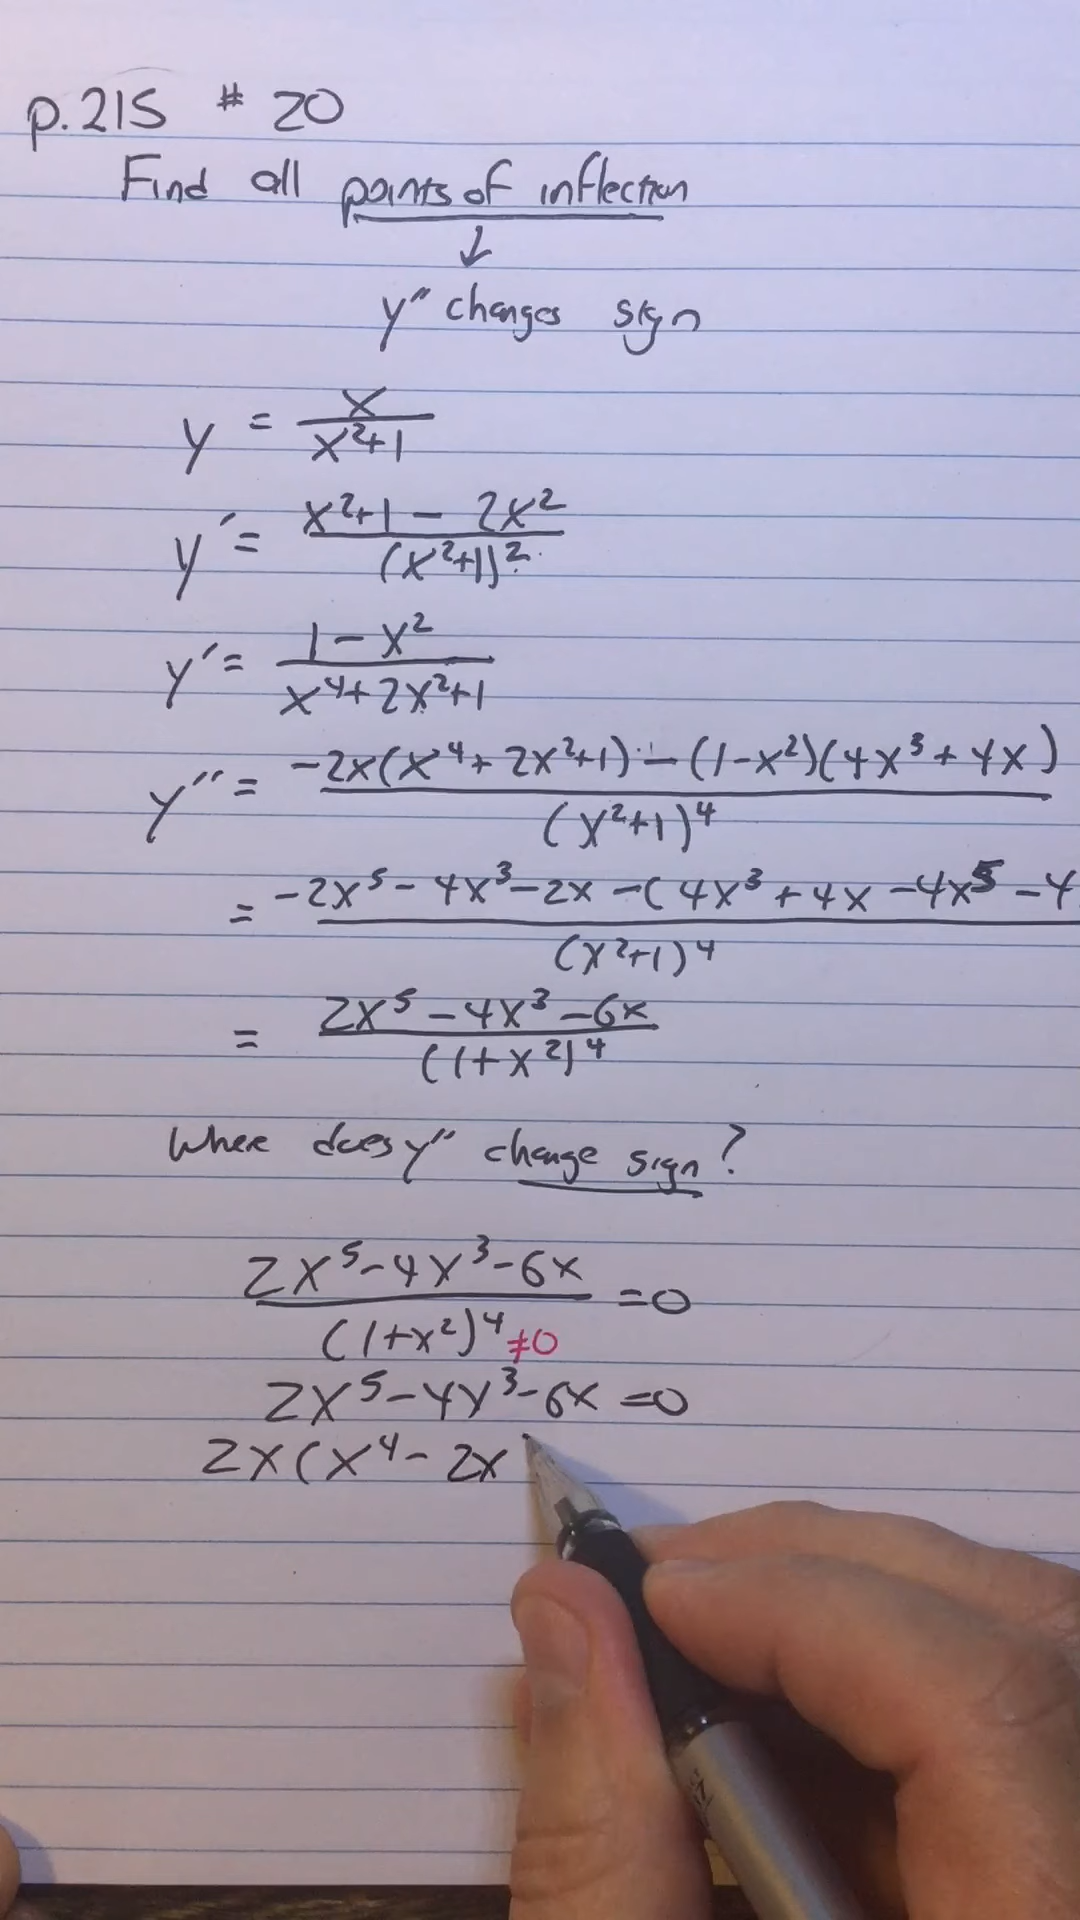 p.215 # 20
Find all points of inflection
↓
y″ changes sign
y = x/(x²+1)
y′ = (x²+1 − 2x²)/(x²+1)²
y′ = (1−x²)/(x⁴+2x²+1)
y″ = (−2x(x⁴+2x²+1) − (1−x²)(4x³+4x))/(x²+1)⁴
= (−2x⁵−4x³−2x−(4x³+4x−4x⁵−4)/(x²+1)⁴
= (2x⁵−4x³−6x)/(1+x²)⁴
Where does y″ change sign?
(2x⁵−4x³−6x)/(1+x²)⁴ = 0
≠0
2x⁵−4x³−6x = 0
2x(x⁴−2x